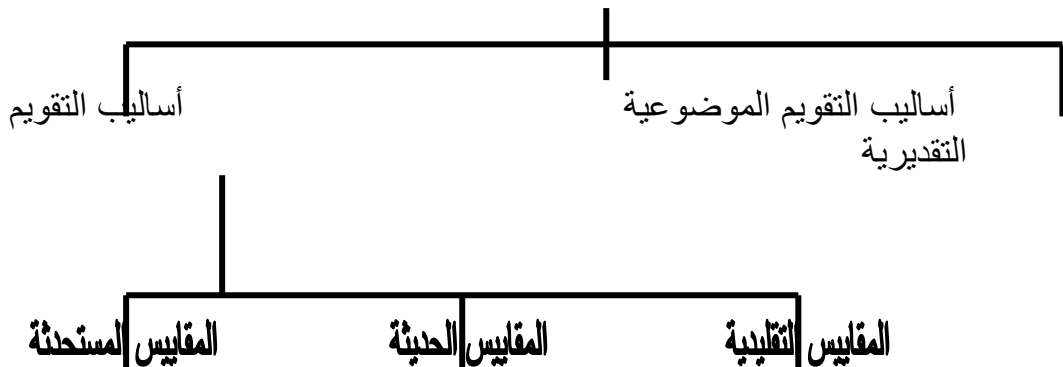 أساليب التقويم الموضوعية أساليب التقويم
التقديرية
المقاييس التقليدية المقاييس الحديثة المقاييس المستحدثة